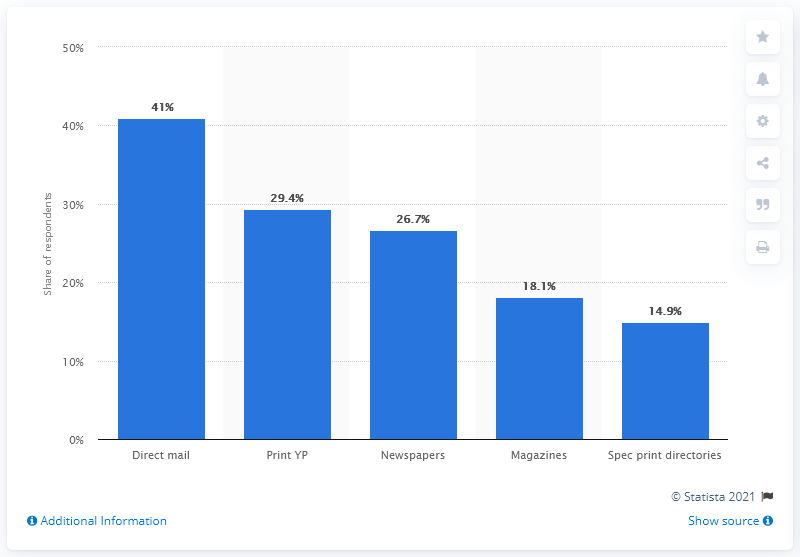 50%
41%
40%
29.4%
30%
26.7%
Share of respondents
20%
18.1%
14.9%
10%
0%
Direct mail
Print YP
Newspapers
Magazines
Spec print directories
© Statista 2021
Additional Information
Show source